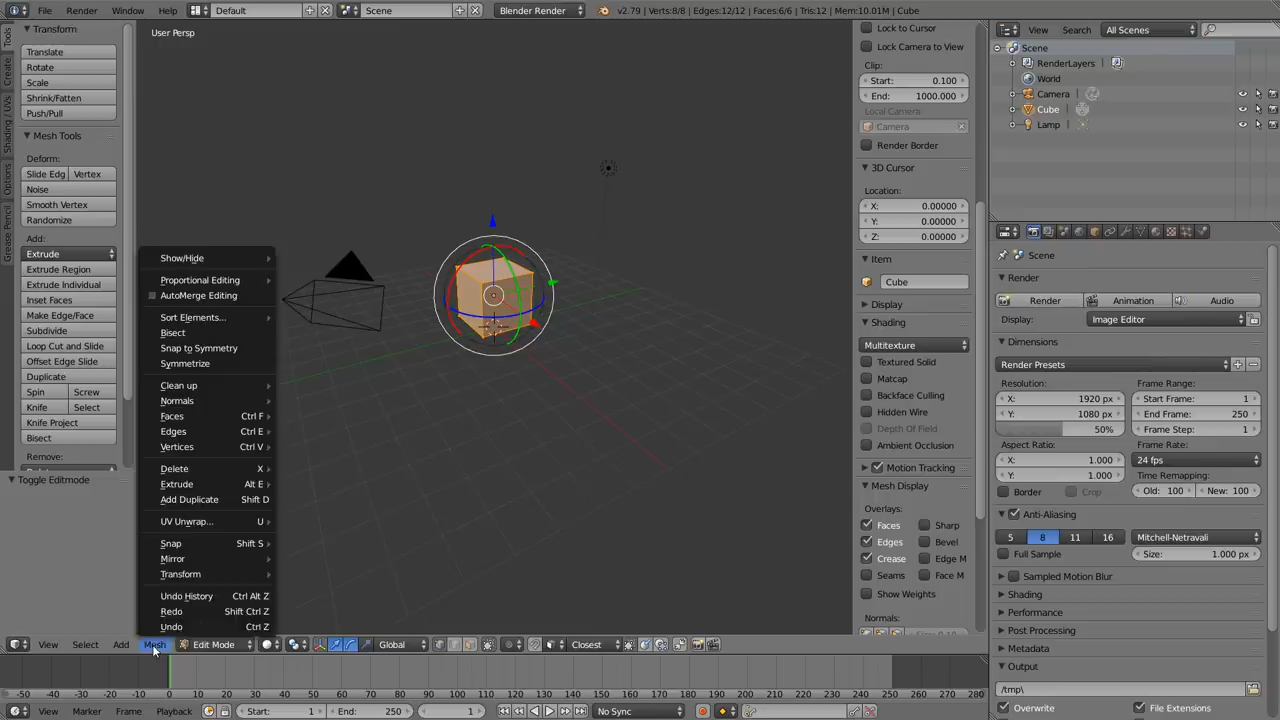 File Render Window Help Default Scene Blender Render v2.79 | Verts:8/8 | Edges:12/12 | Faces:6/6 | Tris:12 | Mem:10.01M | Cube
Tools
Create
Shading / UVs
Options
Grease Pencil
Transform
Translate
Rotate
Scale
Shrink/Fatten
Push/Pull
Mesh Tools
Deform:
Slide Edg Vertex
Noise
Smooth Vertex
Randomize
Add:
Extrude
Extrude Region
Extrude Individual
Inset Faces
Make Edge/Face
Subdivide
Loop Cut and Slide
Offset Edge Slide
Duplicate
Spin Screw
Knife Select
Knife Project
Bisect
Remove:
Toggle Editmode
User Persp
Show/Hide
Proportional Editing
AutoMerge Editing
Sort Elements...
Bisect
Snap to Symmetry
Symmetrize
Clean up
Normals
Faces Ctrl F
Edges Ctrl E
Vertices Ctrl V
Delete X
Extrude Alt E
Add Duplicate Shift D
UV Unwrap... U
Snap Shift S
Mirror
Transform
Undo History Ctrl Alt Z
Redo Shift Ctrl Z
Undo Ctrl Z
View Select Add Mesh Edit Mode Global Closest
Lock to Cursor
Lock Camera to View
Clip:
Start: 0.100
End: 1000.000
Local Camera:
Camera
Render Border
3D Cursor
Location:
X: 0.00000
Y: 0.00000
Z: 0.00000
Item
Cube
Display
Shading
Multitexture
Textured Solid
Matcap
Backface Culling
Hidden Wire
Depth Of Field
Ambient Occlusion
Motion Tracking
Mesh Display
Overlays:
Faces Sharp
Edges Bevel
Crease Edge M
Seams Face M
Show Weights
Normals:
View Search All Scenes
Scene
RenderLayers
World
Camera
Cube
Lamp
Scene
Render
Render Animation Audio
Display: Image Editor
Dimensions
Render Presets
Resolution: Frame Range:
X: 1920 px Start Frame: 1
Y: 1080 px End Frame: 250
50% Frame Step: 1
Aspect Ratio: Frame Rate:
X: 1.000 24 fps
Y: 1.000 Time Remapping:
Border Crop Old: 100 New: 100
Anti-Aliasing
5 8 11 16 Mitchell-Netravali
Full Sample Size: 1.000 px
Sampled Motion Blur
Shading
Performance
Post Processing
Metadata
Output
/tmp\
Overwrite File Extensions
-50 -40 -30 -20 -10 0 10 20 30 40 50 60 70 80 90 100 110 120 130 140 150 160 170 180 190 200 210 220 230 240 250 260 270 280
View Marker Frame Playback Start: 1 End: 250 1 No Sync